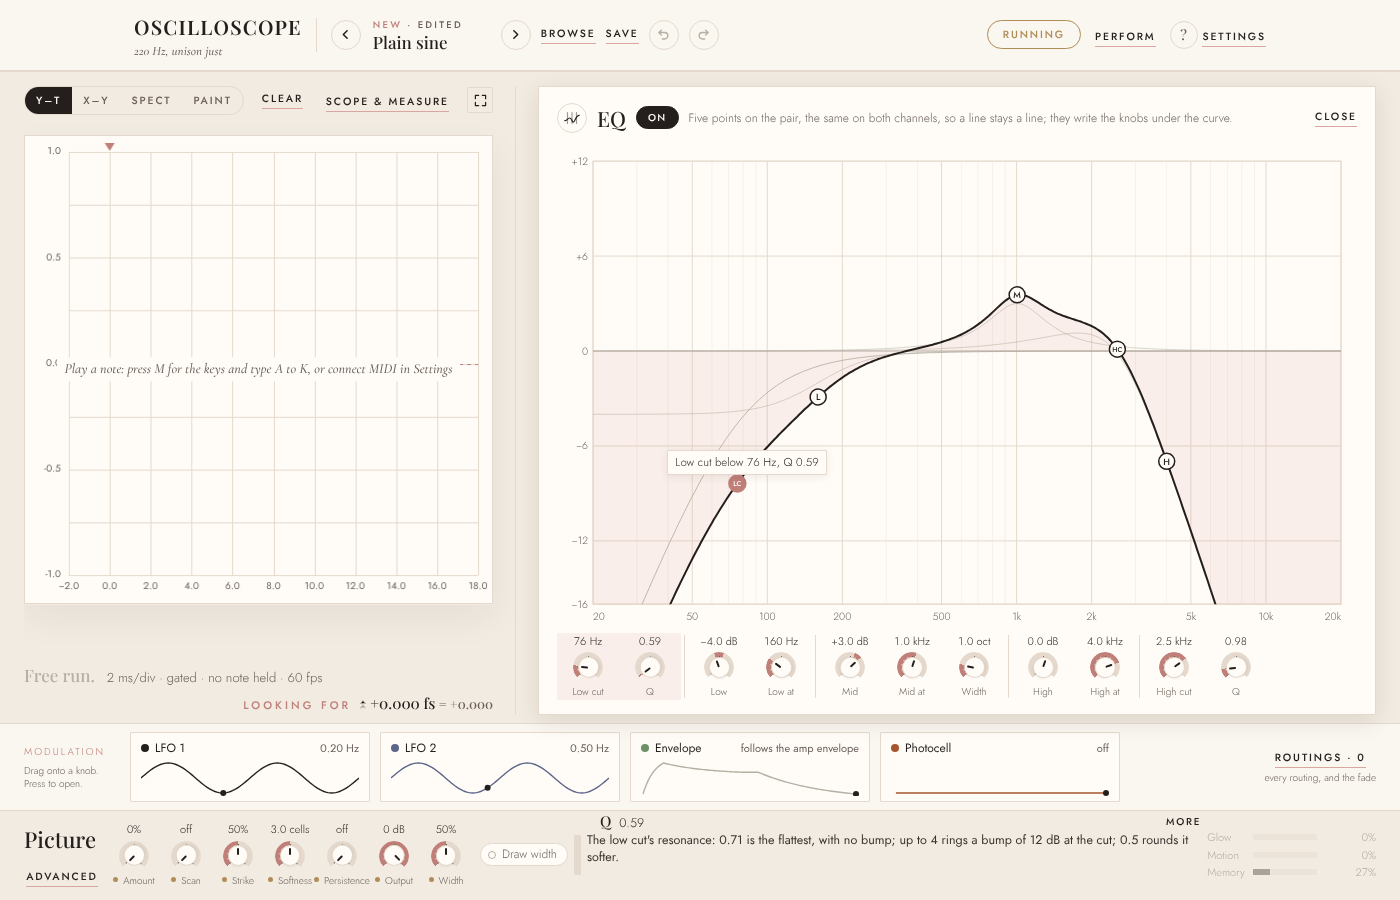 OSCILLOSCOPE
220 Hz, unison just
NEW · EDITED
Plain sine
BROWSE SAVE
RUNNING
PERFORM
?
SETTINGS
Y–T X–Y SPECT PAINT
CLEAR
SCOPE & MEASURE
1.0
0.5
0.0
-0.5
-1.0
Play a note: press M for the keys and type A to K, or connect MIDI in Settings
−2.0 0.0 2.0 4.0 6.0 8.0 10.0 12.0 14.0 16.0 18.0
Free run. 2 ms/div · gated · no note held · 60 fps
LOOKING FOR +0.000 fs = +0.000
EQ ON Five points on the pair, the same on both channels, so a line stays a line; they write the knobs under the curve.
CLOSE
+12
+6
0
−6
−12
−16
M
HC
L
H
LC
Low cut below 76 Hz, Q 0.59
20 50 100 200 500 1k 2k 5k 10k 20k
76 Hz 0.59 −4.0 dB 160 Hz +3.0 dB 1.0 kHz 1.0 oct 0.0 dB 4.0 kHz 2.5 kHz 0.98
Low cut Q Low Low at Mid Mid at Width High High at High cut Q
MODULATION
Drag onto a knob.
Press to open.
LFO 1 0.20 Hz
LFO 2 0.50 Hz
Envelope follows the amp envelope
Photocell off
ROUTINGS · 0
every routing, and the fade
Picture
ADVANCED
0% off 50% 3.0 cells off 0 dB 50%
Amount Scan Strike Softness Persistence Output Width
Draw width
Q 0.59
The low cut's resonance: 0.71 is the flattest, with no bump; up to 4 rings a bump of 12 dB at the cut; 0.5 rounds it
softer.
MORE
Glow 0%
Motion 0%
Memory 27%